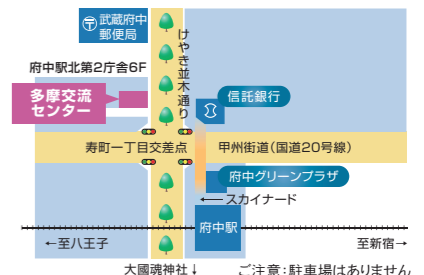 武蔵府中
郵便局
けやき並木通り
府中駅北第2庁舎6F
多摩交流
センター
信託銀行
寿町一丁目交差点
甲州街道(国道20号線)
府中グリーンプラザ
←スカイナード
府中駅
←至八王子
至新宿→
大國魂神社↓
ご注意:駐車場はありません